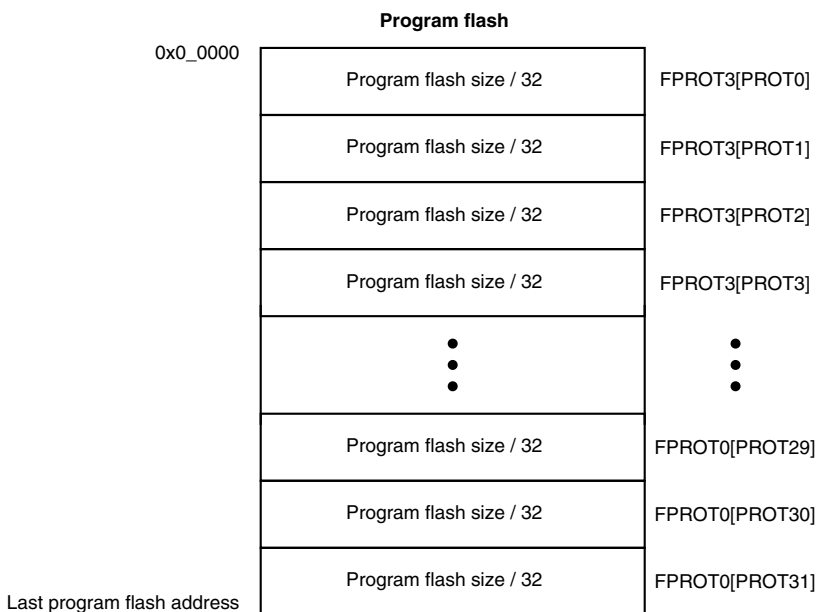 Program flash
0x0_0000
Program flash size / 32 FPROT3[PROT0]
Program flash size / 32 FPROT3[PROT1]
Program flash size / 32 FPROT3[PROT2]
Program flash size / 32 FPROT3[PROT3]
Program flash size / 32 FPROT0[PROT29]
Program flash size / 32 FPROT0[PROT30]
Program flash size / 32 FPROT0[PROT31]
Last program flash address